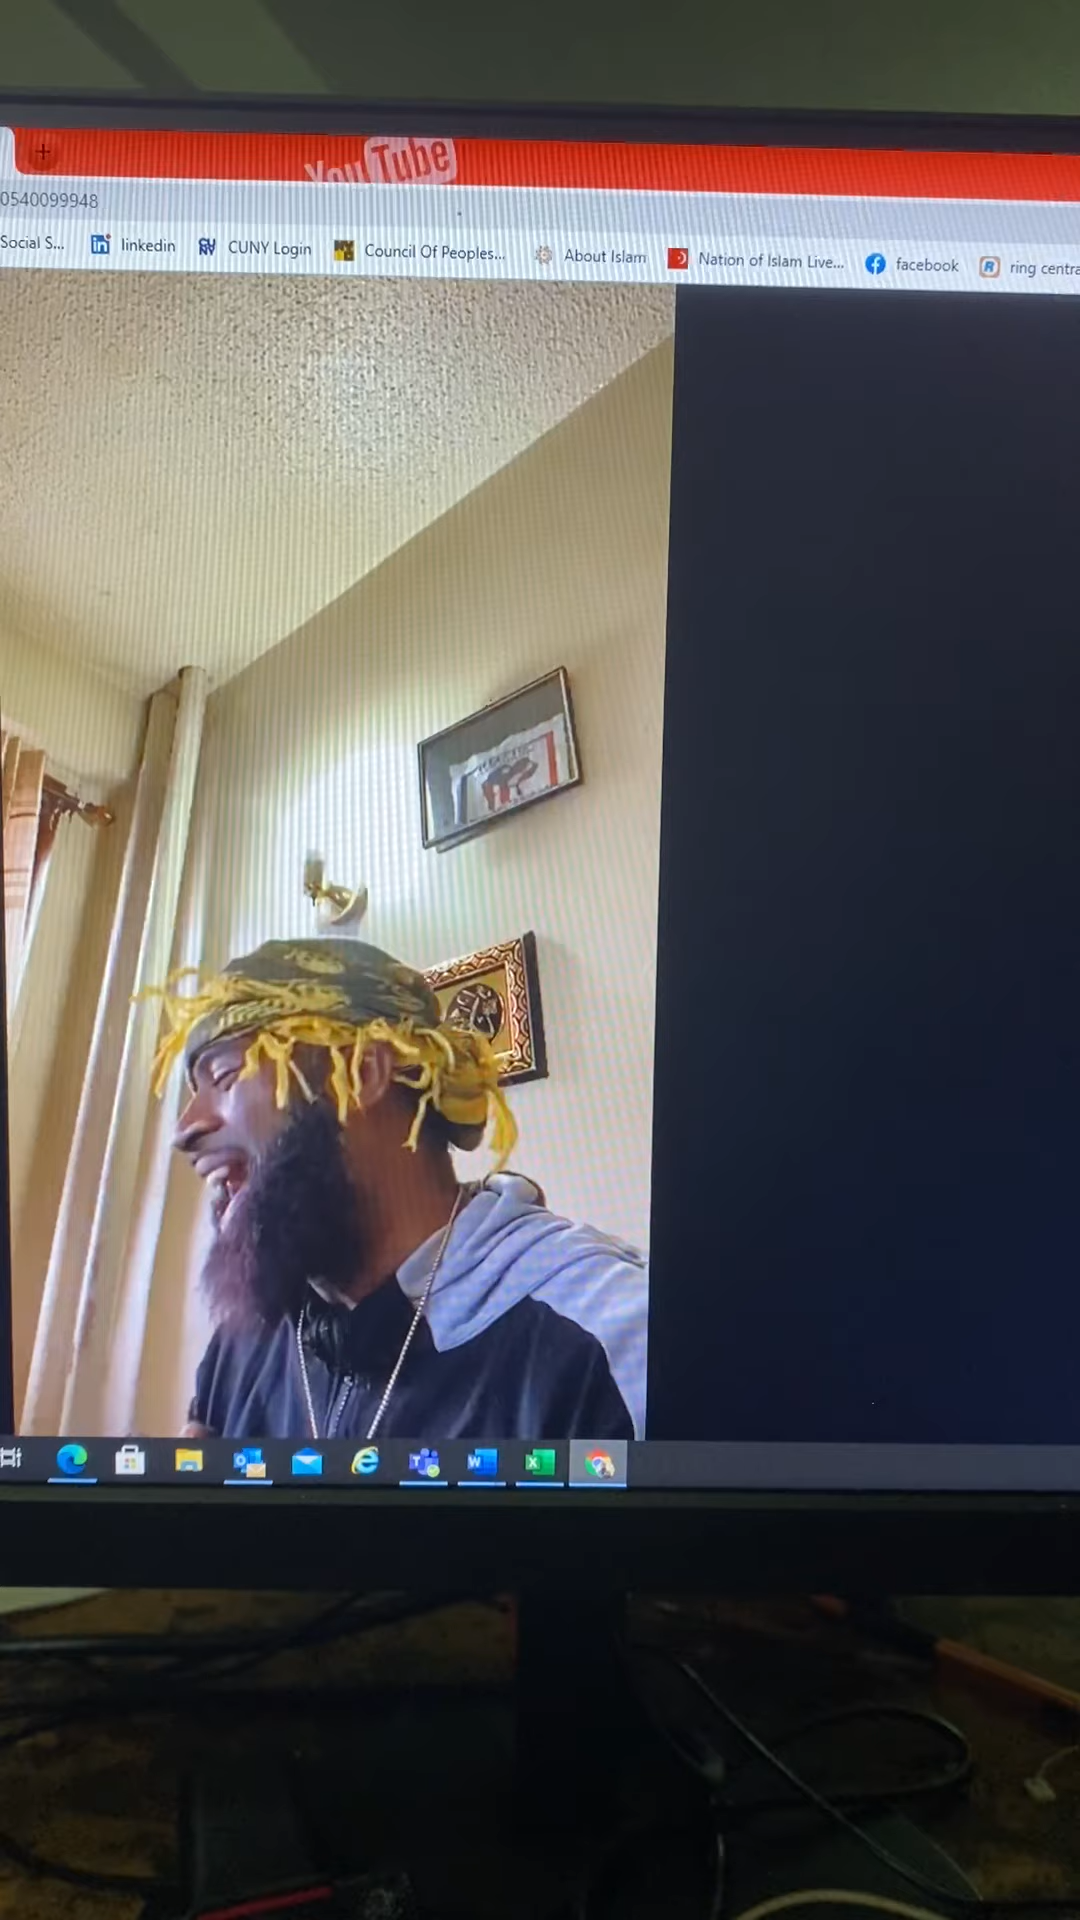 YouTube
0540099948
Social S... linkedin CUNY Login Council Of Peoples... About Islam Nation of Islam Live... facebook ring centra